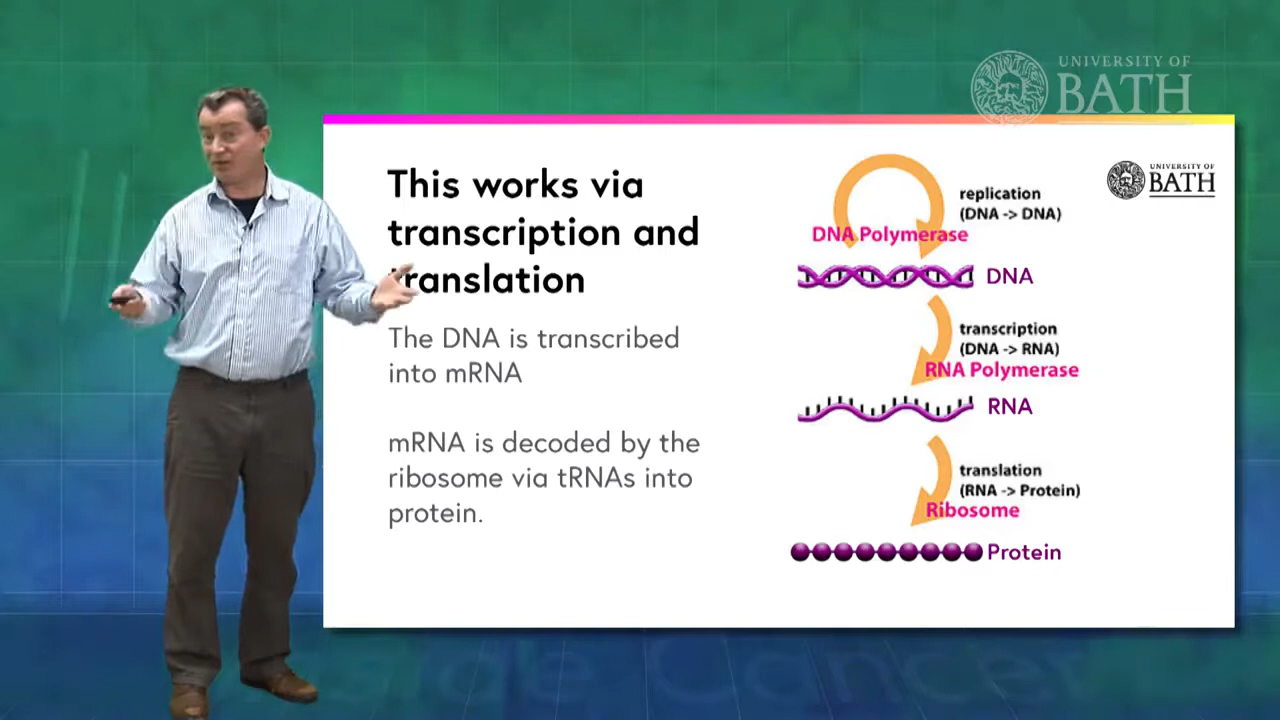 UNIVERSITY OF
BATH
This works via
transcription and
translation
The DNA is transcribed
into mRNA
mRNA is decoded by the
ribosome via tRNAs into
protein.
UNIVERSITY OF
BATH
replication
(DNA -> DNA)
DNA Polymerase
DNA
transcription
(DNA -> RNA)
RNA Polymerase
RNA
translation
(RNA -> Protein)
Ribosome
Protein
side Cancer